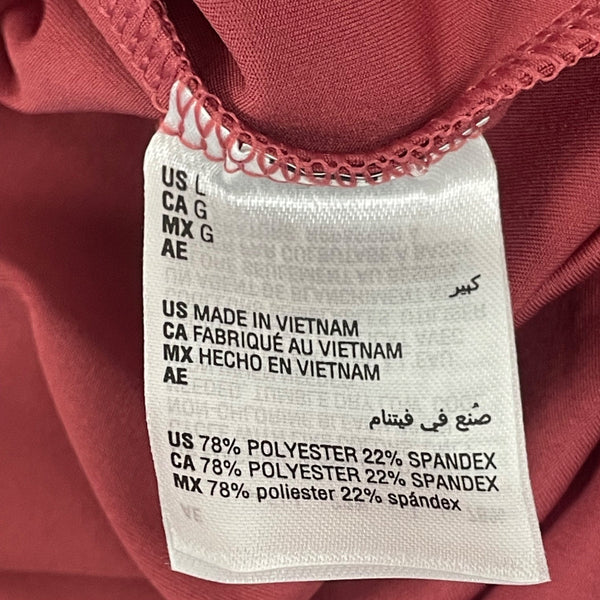 US L
CA G
MX G
AE
كبير
US MADE IN VIETNAM
CA FABRIQUÉ AU VIETNAM
MX HECHO EN VIETNAM
AE
صُنع في فيتنام
US 78% POLYESTER 22% SPANDEX
CA 78% POLYESTER 22% SPANDEX
MX 78% poliester 22% spándex